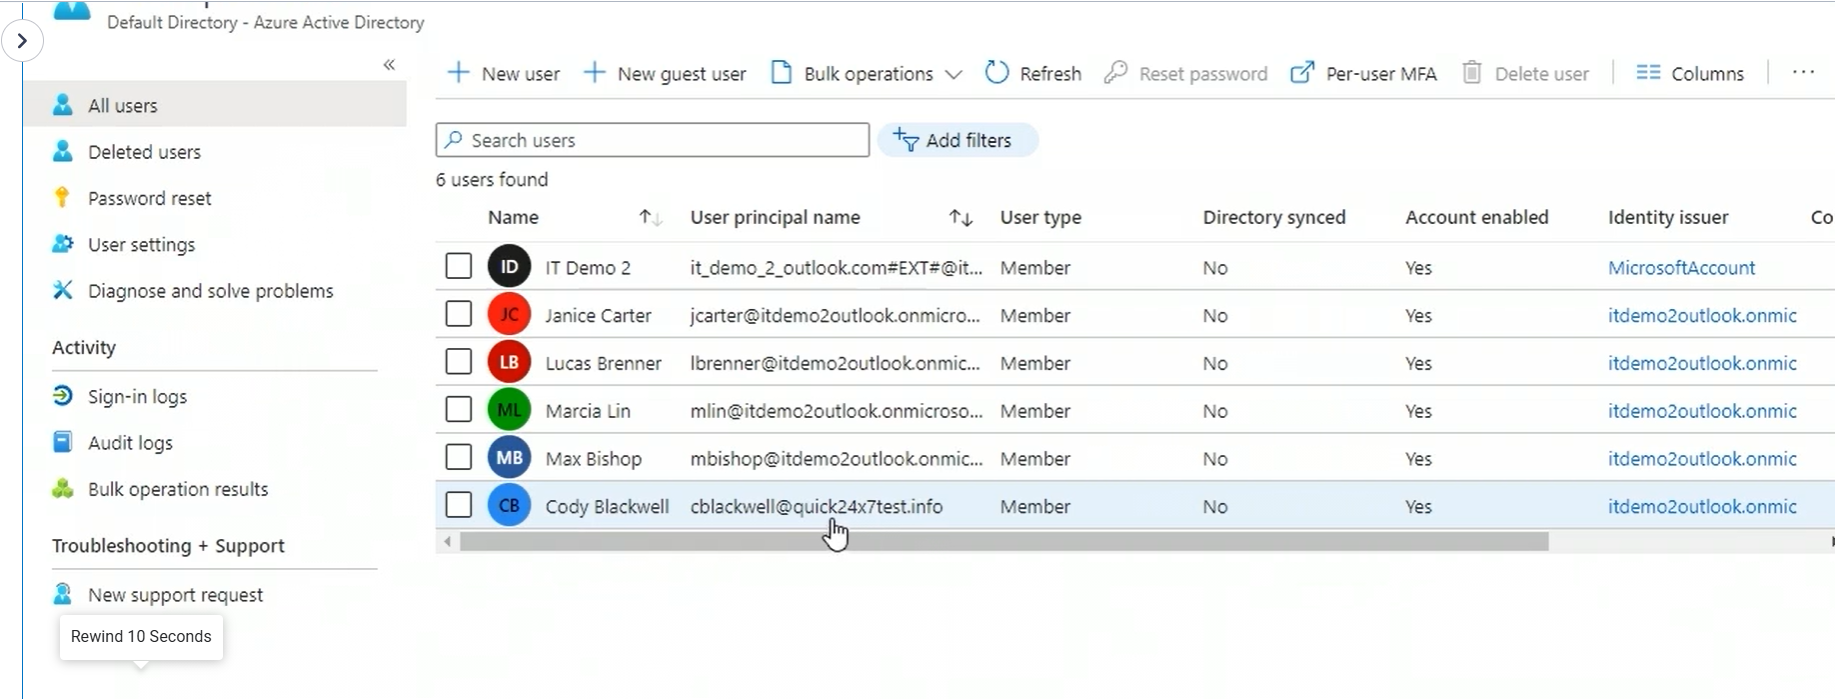 Default Directory - Azure Active Directory
«
All users
Deleted users
Password reset
User settings
Diagnose and solve problems
Activity
Sign-in logs
Audit logs
Bulk operation results
Troubleshooting + Support
New support request
Rewind 10 Seconds
New user
New guest user
Bulk operations
Refresh
Reset password
Per-user MFA
Delete user
Columns
...
Search users
Add filters
6 users found
Name User principal name User type Directory synced Account enabled Identity issuer Co
ID IT Demo 2 it_demo_2_outlook.com#EXT#@it... Member No Yes MicrosoftAccount
JC Janice Carter jcarter@itdemo2outlook.onmicro... Member No Yes itdemo2outlook.onmic
LB Lucas Brenner lbrenner@itdemo2outlook.onmic... Member No Yes itdemo2outlook.onmic
ML Marcia Lin mlin@itdemo2outlook.onmicroso... Member No Yes itdemo2outlook.onmic
MB Max Bishop mbishop@itdemo2outlook.onmic... Member No Yes itdemo2outlook.onmic
CB Cody Blackwell cblackwell@quick24x7test.info Member No Yes itdemo2outlook.onmic